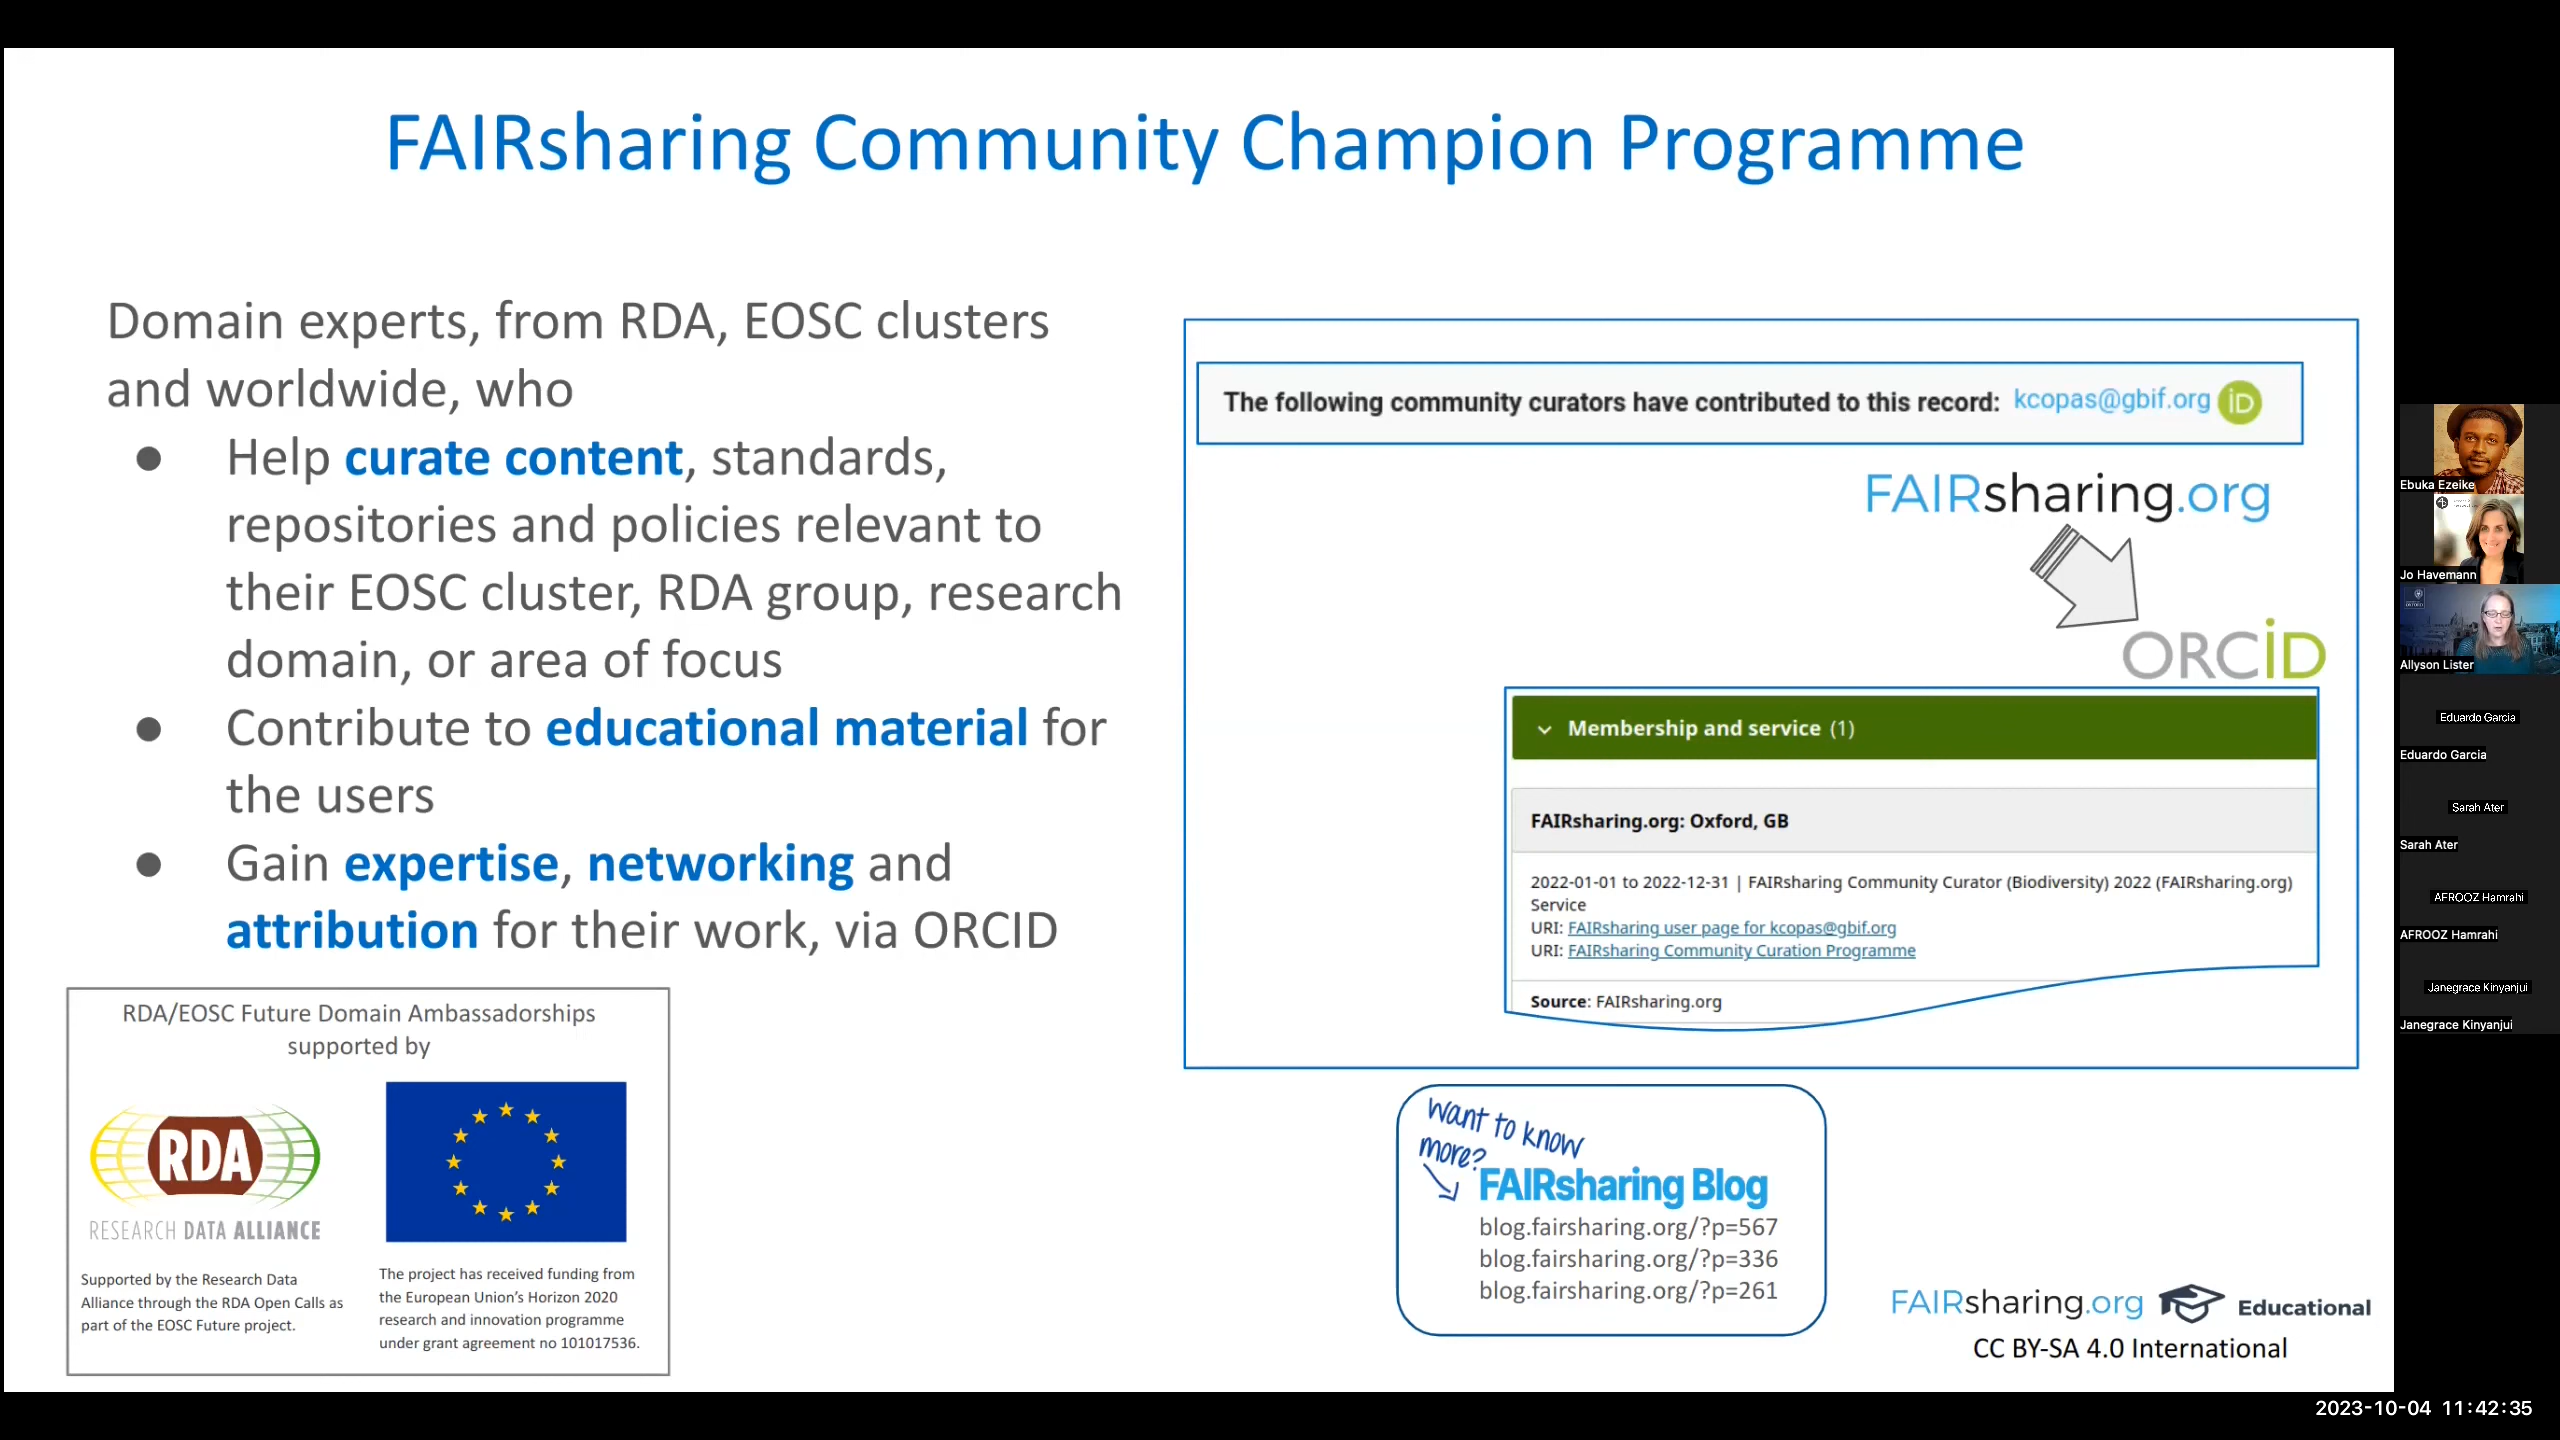 FAIRsharing Community Champion Programme
Domain experts, from RDA, EOSC clusters
and worldwide, who
● Help curate content, standards,
repositories and policies relevant to
their EOSC cluster, RDA group, research
domain, or area of focus
● Contribute to educational material for
the users
● Gain expertise, networking and
attribution for their work, via ORCID
RDA/EOSC Future Domain Ambassadorships
supported by
RDA
RESEARCH DATA ALLIANCE
Supported by the Research Data
Alliance through the RDA Open Calls as
part of the EOSC Future project.
The project has received funding from
the European Union's Horizon 2020
research and innovation programme
under grant agreement no 101017536.
The following community curators have contributed to this record: kcopas@gbif.org iD
FAIRsharing.org
ORCID
Membership and service (1)
FAIRsharing.org: Oxford, GB
2022-01-01 to 2022-12-31 | FAIRsharing Community Curator (Biodiversity) 2022 (FAIRsharing.org)
Service
URI: FAIRsharing user page for kcopas@gbif.org
URI: FAIRsharing Community Curation Programme
Source: FAIRsharing.org
Want to know
more?
FAIRsharing Blog
blog.fairsharing.org/?p=567
blog.fairsharing.org/?p=336
blog.fairsharing.org/?p=261
FAIRsharing.org Educational
CC BY-SA 4.0 International
Ebuka Ezeike
Jo Havemann
Allyson Lister
Eduardo Garcia
Eduardo Garcia
Sarah Ater
Sarah Ater
AFROOZ Hamrahi
AFROOZ Hamrahi
Janegrace Kinyanjui
Janegrace Kinyanjui
2023-10-04 11:42:35